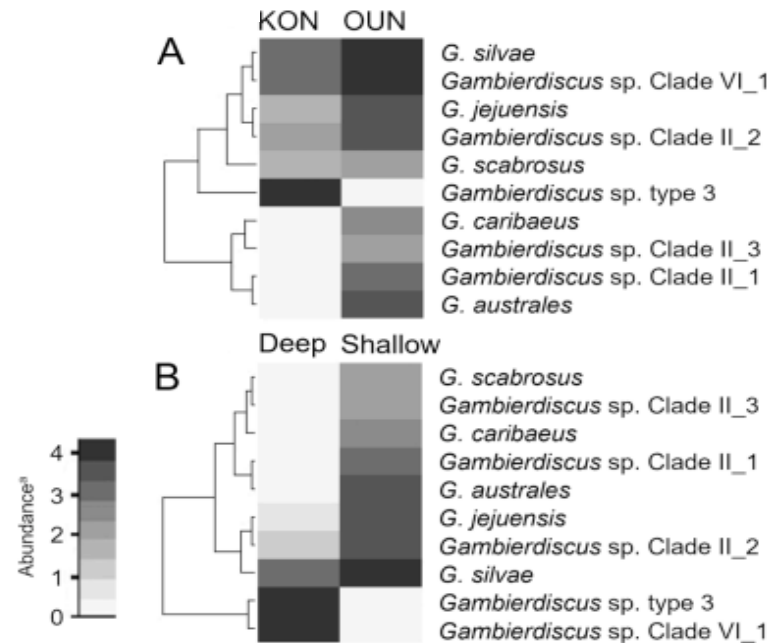 KON OUN
A
G. silvae
Gambierdiscus sp. Clade VI_1
G. jejuensis
Gambierdiscus sp. Clade II_2
G. scabrosus
Gambierdiscus sp. type 3
G. caribaeus
Gambierdiscus sp. Clade II_3
Gambierdiscus sp. Clade II_1
G. australes
Deep Shallow
B
G. scabrosus
Gambierdiscus sp. Clade II_3
G. caribaeus
Gambierdiscus sp. Clade II_1
G. australes
G. jejuensis
Gambierdiscus sp. Clade II_2
G. silvae
Gambierdiscus sp. type 3
Gambierdiscus sp. Clade VI_1
Abundanceᵃ
4
3
2
1
0